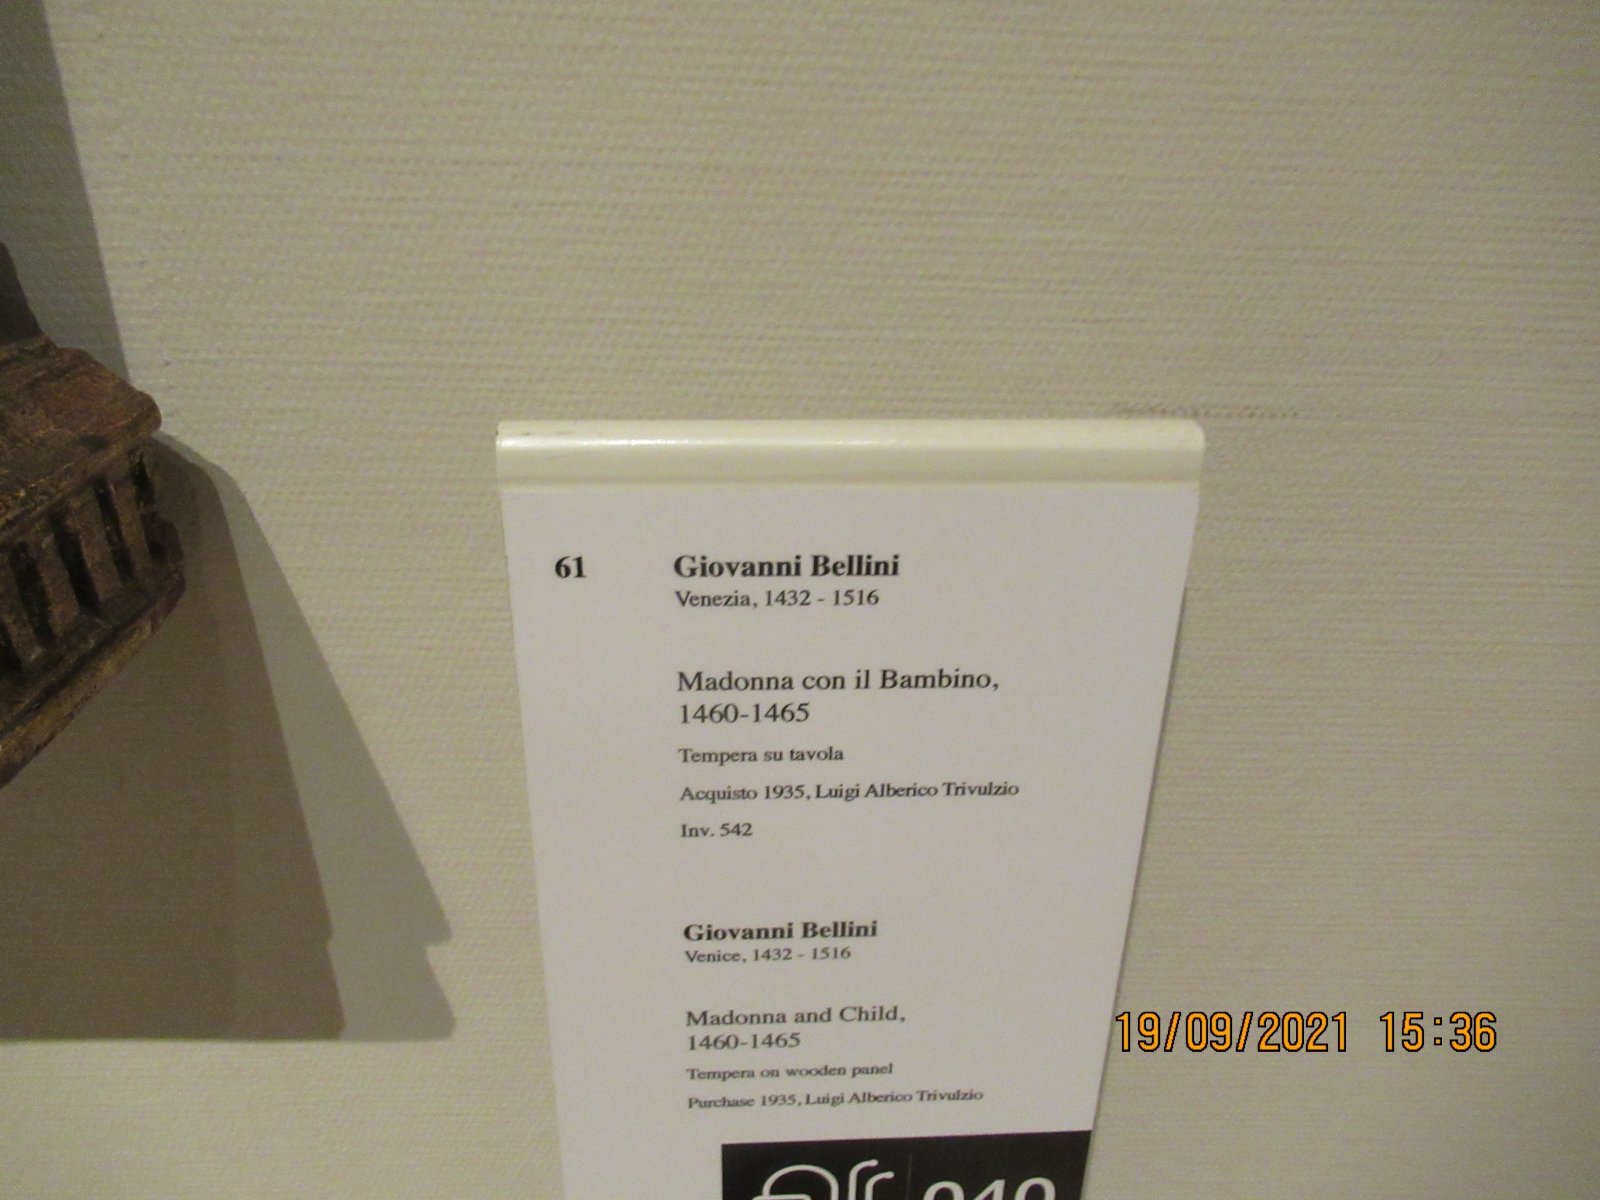 61 Giovanni Bellini
Venezia, 1432 - 1516
Madonna con il Bambino,
1460-1465
Tempera su tavola
Acquisto 1935, Luigi Alberico Trivulzio
Inv. 542
Giovanni Bellini
Venice, 1432 - 1516
Madonna and Child,
1460-1465
Tempera on wooden panel
Purchase 1935, Luigi Alberico Trivulzio
19/09/2021 15:36